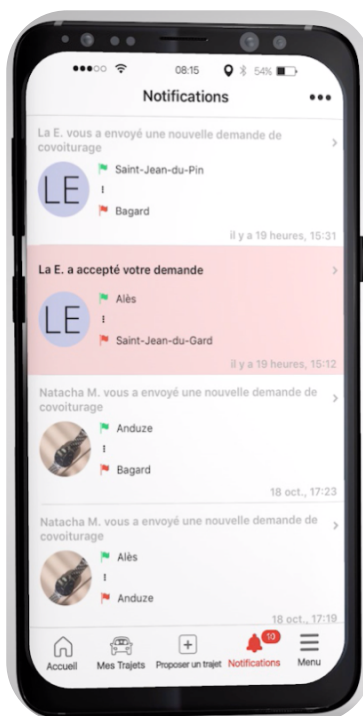 08:15 54%
Notifications
La E. vous a envoyé une nouvelle demande de
covoiturage
LE
Saint-Jean-du-Pin
Bagard
il y a 19 heures, 15:31
La E. a accepté votre demande
LE
Alès
Saint-Jean-du-Gard
il y a 19 heures, 15:12
Natacha M. vous a envoyé une nouvelle demande de
covoiturage
Anduze
Bagard
18 oct., 17:23
Natacha M. vous a envoyé une nouvelle demande de
covoiturage
Alès
Anduze
18 oct., 17:19
10
Accueil Mes Trajets Proposer un trajet Notifications Menu